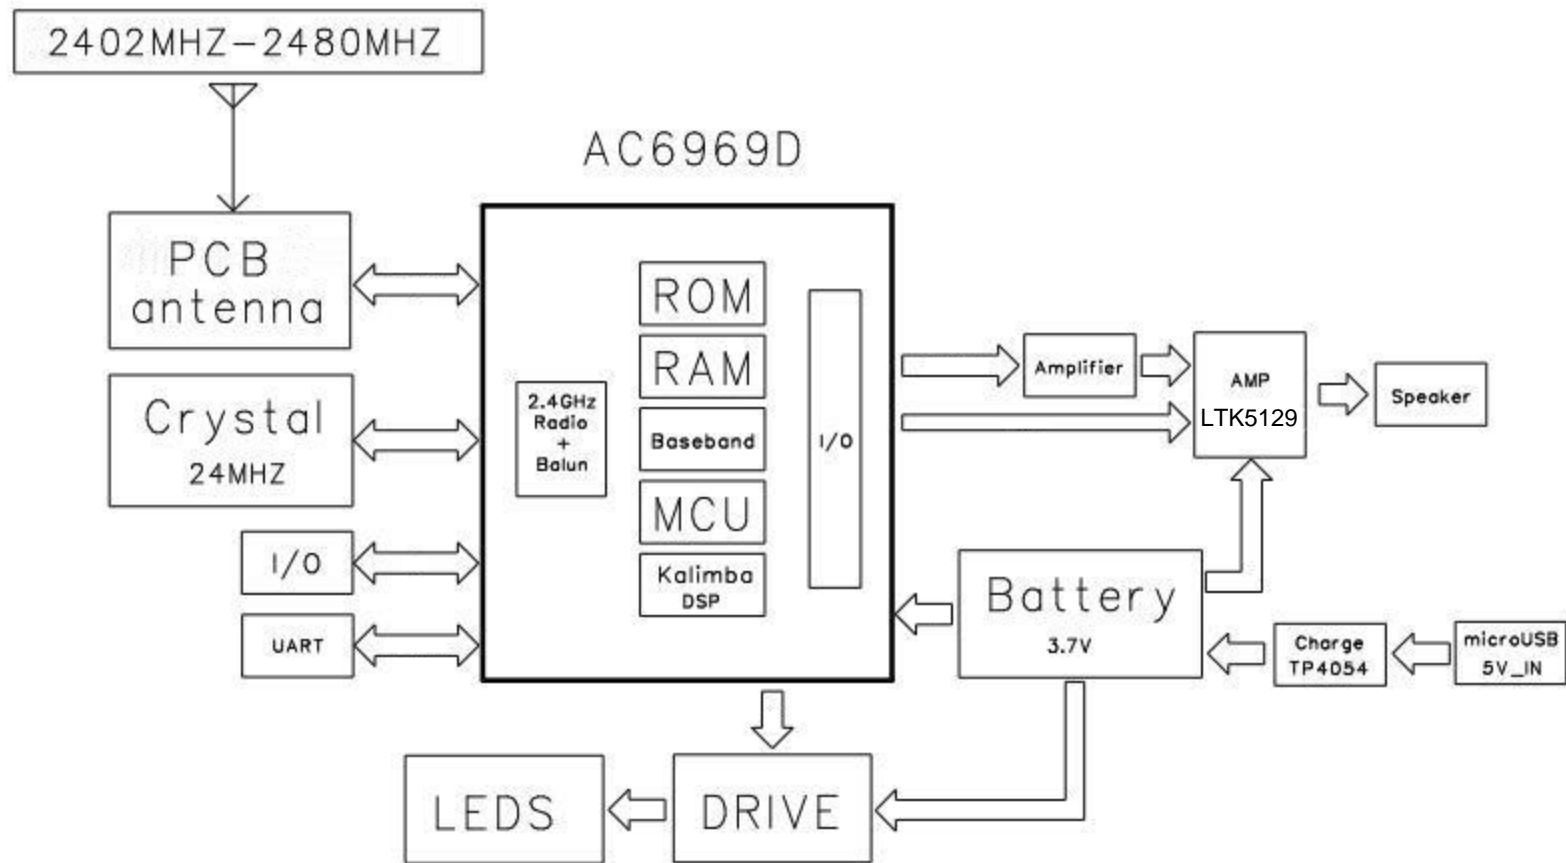 2402MHZ-2480MHZ
AC6969D
PCB
antenna
Crystal
24MHZ
I/O
UART
2.4GHz
Radio
+
Balun
ROM
RAM
Baseband
MCU
Kalimba
DSP
I/O
Amplifier
AMP
LTK5129
Speaker
Battery
3.7V
Charge
TP4054
microUSB
5V_IN
LEDS
DRIVE